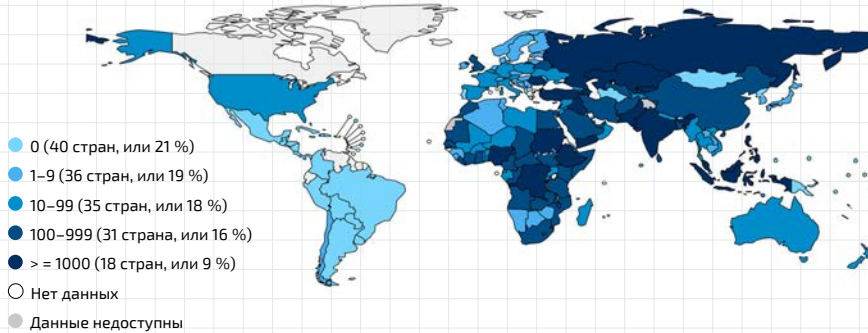 0 (40 стран, или 21 %)
1–9 (36 стран, или 19 %)
10–99 (35 стран, или 18 %)
100–999 (31 страна, или 16 %)
> = 1000 (18 стран, или 9 %)
Нет данных
Данные недоступны